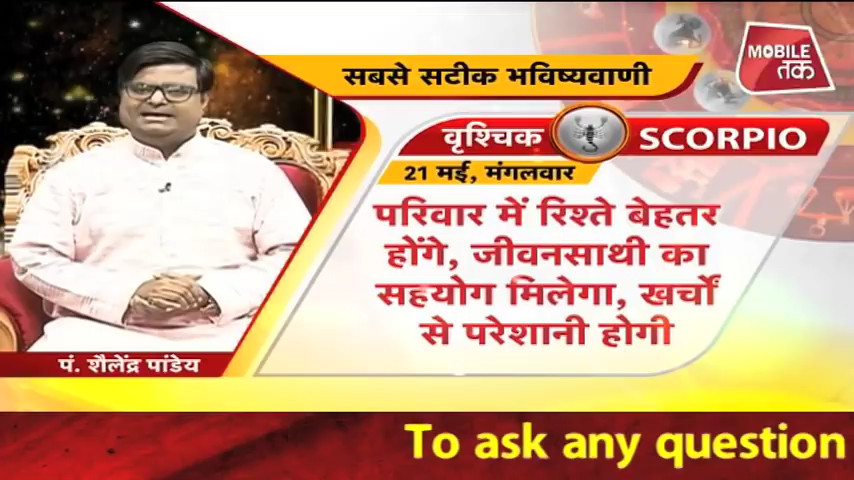 सबसे सटीक भविष्यवाणी
MOBILE
तक
वृश्चिक SCORPIO
21 मई, मंगलवार
परिवार में रिश्ते बेहतर
होंगे, जीवनसाथी का
सहयोग मिलेगा, खर्चों
से परेशानी होगी
पं. शैलेंद्र पांडेय
To ask any question